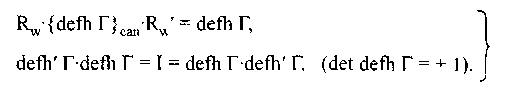 R_w·{defh Γ}_can·R_w′ = defh Γ,
defh′ Γ·defh Γ = I = defh Γ·defh′ Γ, (det defh Γ = + 1).